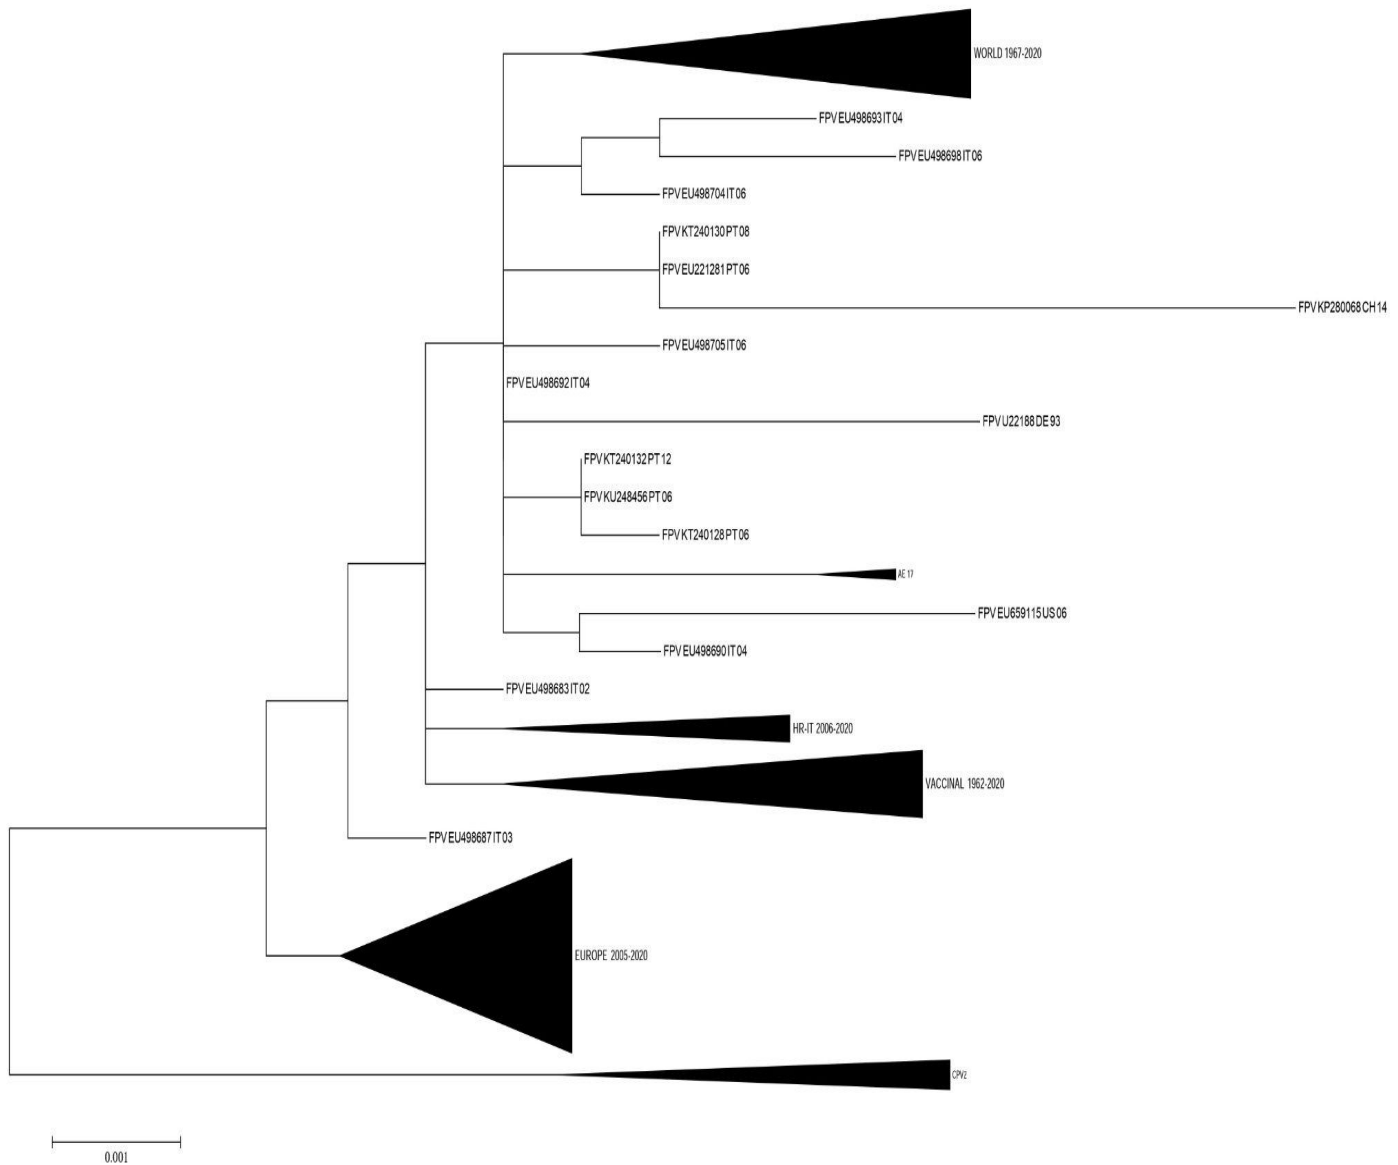 WORLD 1967-2020
FPV EU498693 IT 04
FPV EU498698 IT 06
FPV EU498704 IT 06
FPV KT240130 PT 08
FPV EU221281 PT 06
FPV KP280068 CH 14
FPV EU498705 IT 06
FPV EU498692 IT 04
FPV U22188 DE 93
FPV KT240132 PT 12
FPV KU248456 PT 06
FPV KT240128 PT 06
AE 17
FPV EU659115 US 06
FPV EU498690 IT 04
FPV EU498683 IT 02
HR-IT 2006-2020
VACCINAL 1962-2020
FPV EU498687 IT 03
EUROPE 2005-2020
CPV2
0.001